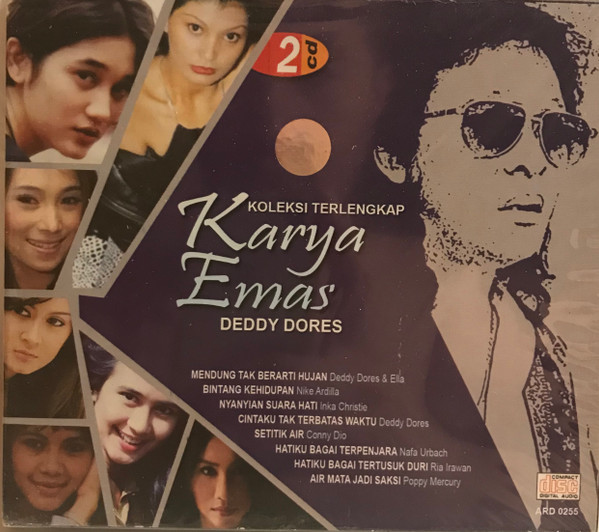 2 cd
KOLEKSI TERLENGKAP
Karya
Emas
DEDDY DORES
MENDUNG TAK BERARTI HUJAN Deddy Dores & Ella
BINTANG KEHIDUPAN Nike Ardilla
NYANYIAN SUARA HATI Inka Christie
CINTAKU TAK TERBATAS WAKTU Deddy Dores
SETITIK AIR Conny Dio
HATIKU BAGAI TERPENJARA Nafa Urbach
HATIKU BAGAI TERTUSUK DURI Ria Irawan
AIR MATA JADI SAKSI Poppy Mercury
COMPACT
disc
DIGITAL AUDIO
ARD 0255